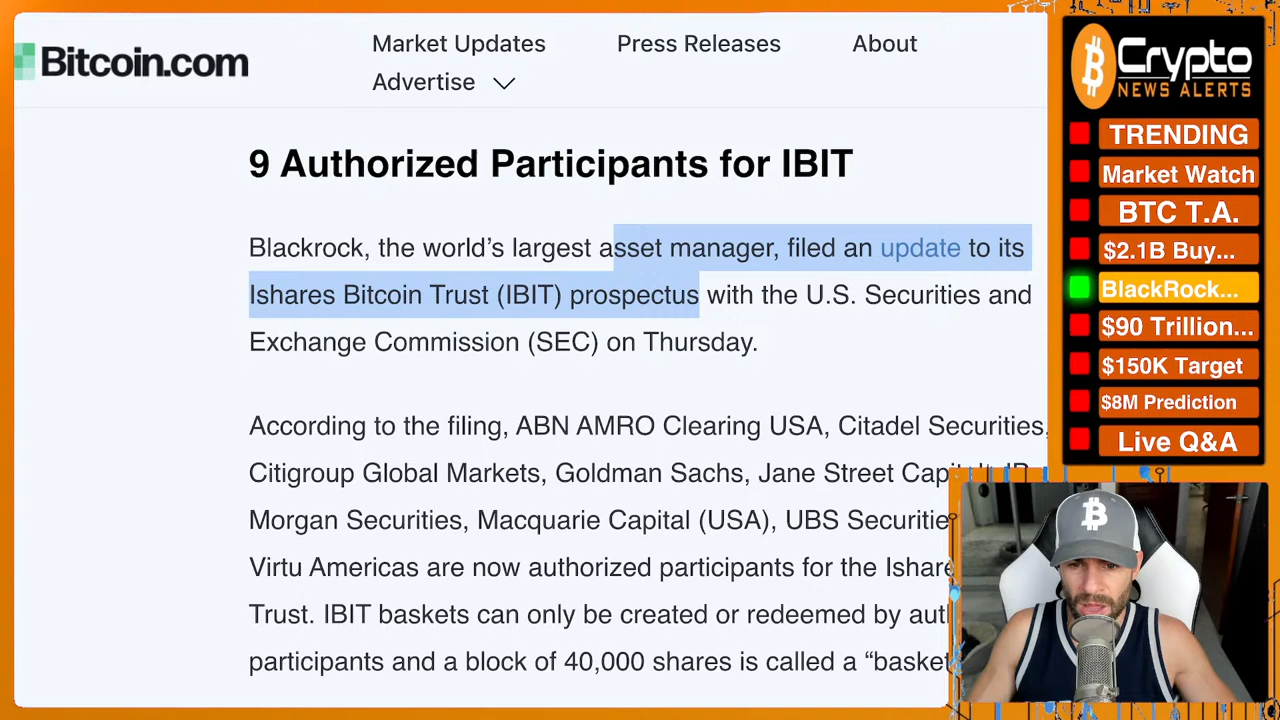 Bitcoin.com
Market Updates Press Releases About
Advertise
9 Authorized Participants for IBIT
Blackrock, the world’s largest asset manager, filed an update to its
Ishares Bitcoin Trust (IBIT) prospectus with the U.S. Securities and
Exchange Commission (SEC) on Thursday.
According to the filing, ABN AMRO Clearing USA, Citadel Securities,
Citigroup Global Markets, Goldman Sachs, Jane Street
Morgan Securities, Macquarie Capital (USA), UBS
Virtu Americas are now authorized participants for the
Trust. IBIT baskets can only be created or redeemed by
participants and a block of 40,000 shares is called a
Crypto
NEWS ALERTS
TRENDING
Market Watch
BTC T.A.
$2.1B Buy...
BlackRock...
$90 Trillion...
$150K Target
$8M Prediction
Live Q&A